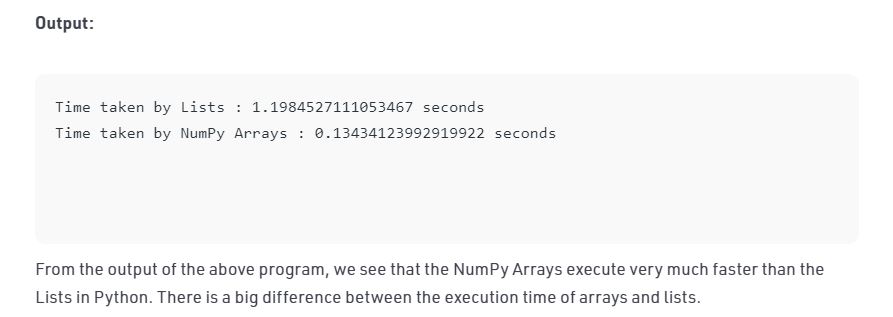 Output:
Time taken by Lists : 1.1984527111053467 seconds
Time taken by NumPy Arrays : 0.13434123992919922 seconds
From the output of the above program, we see that the NumPy Arrays execute very much faster than the
Lists in Python. There is a big difference between the execution time of arrays and lists.